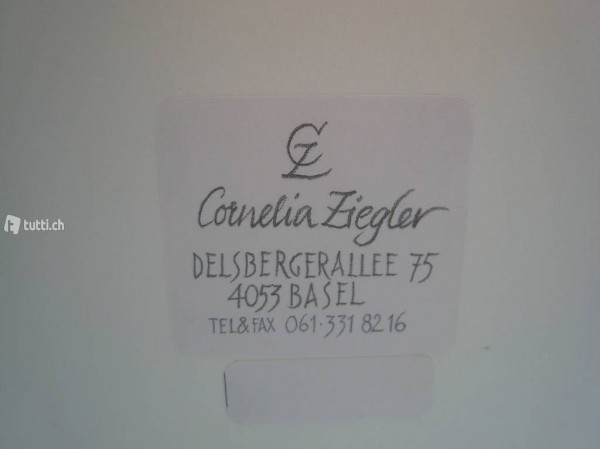 CZ
Cornelia Ziegler
DELSBERGERALLEE 75
4053 BASEL
TEL&FAX 061·331 82 16
tutti.ch